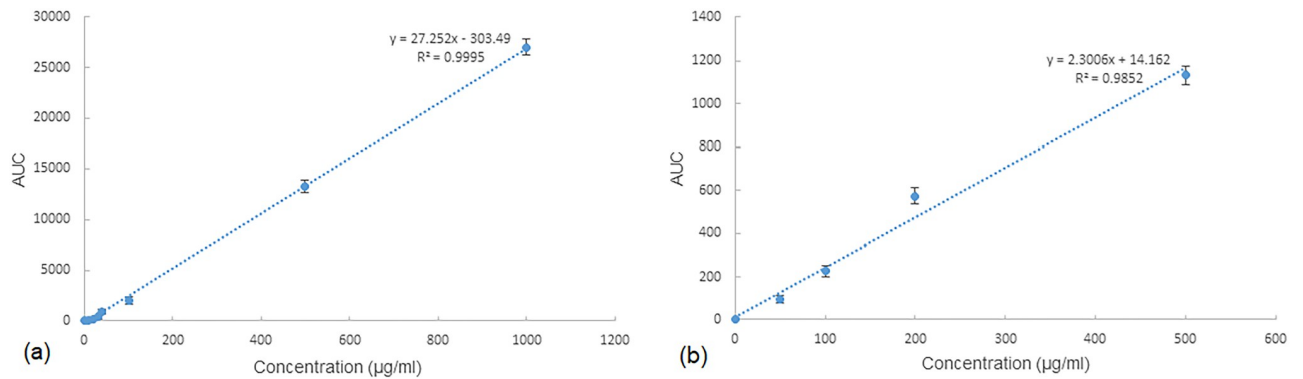 30000
25000
20000
15000
10000
5000
0
AUC
y = 27.252x - 303.49
R² = 0.9995
0 200 400 600 800 1000 1200
Concentration (µg/ml)
(a)
1400
1200
1000
800
600
400
200
0
AUC
y = 2.3006x + 14.162
R² = 0.9852
0 100 200 300 400 500 600
Concentration (µg/ml)
(b)